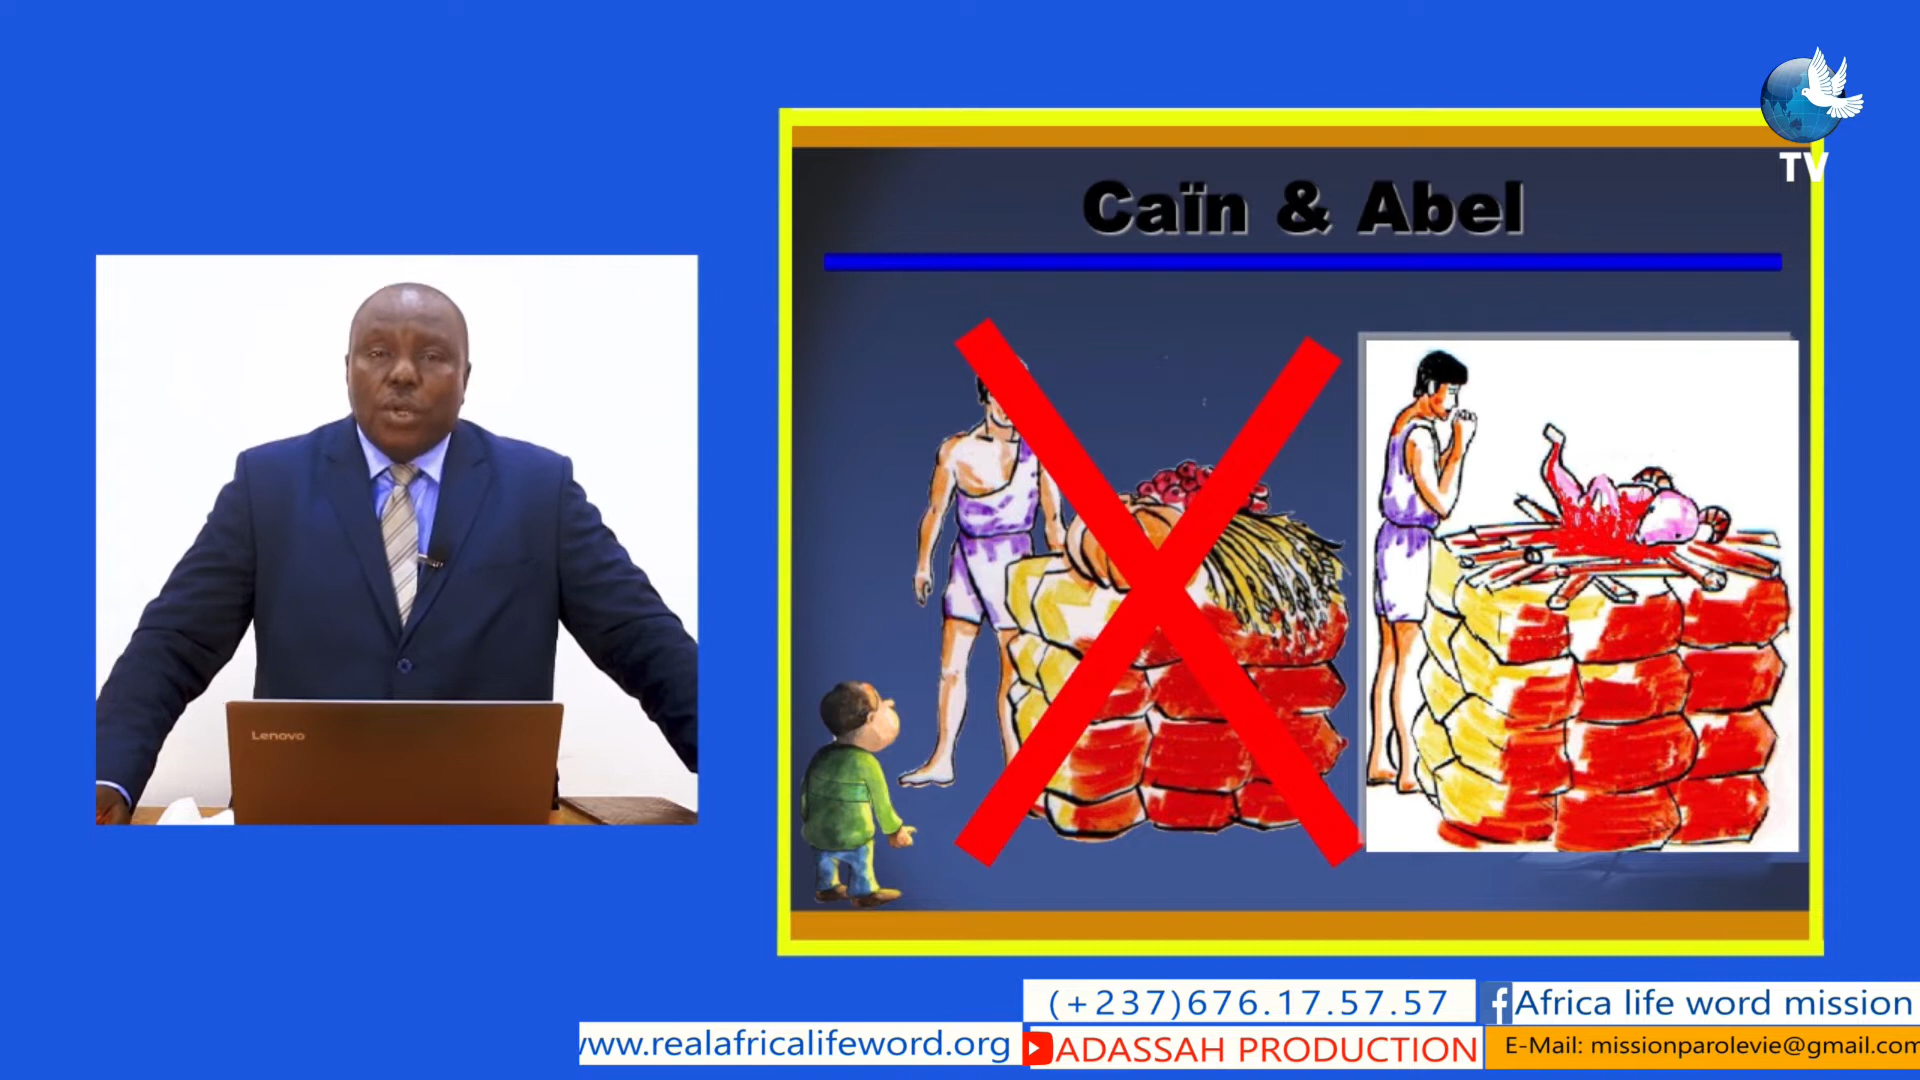 TV
Caïn & Abel
Lenovo
(+237)676.17.57.57
Africa life word mission
www.realafricalifeword.org
ADASSAH PRODUCTION
E-Mail: missionparolevie@gmail.com